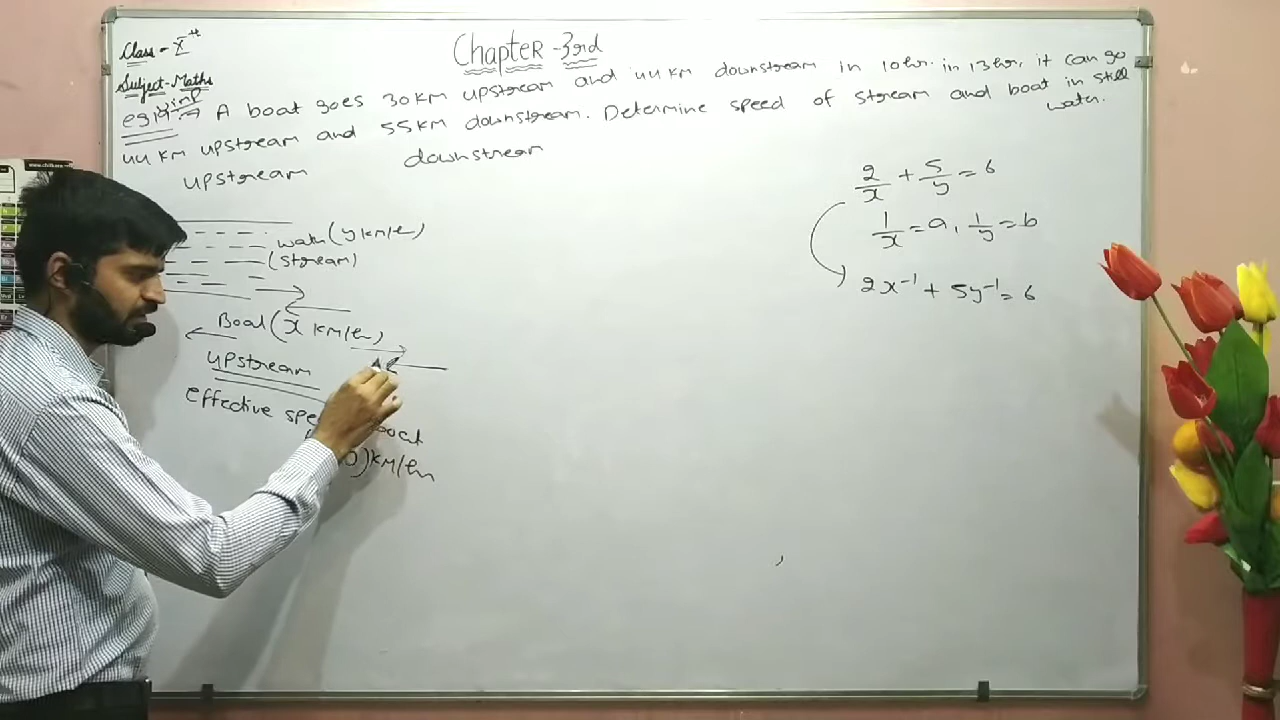 Class - X th
Chapter - 3rd
Subject - Maths
A boat goes 30KM upstream and 44KM downstream in 10hr. in 13hr, it can go
44KM upstream and 55KM downstream. Determine speed of stream and boat in still
water.
upstream downstream
water (y KM/hr)
(stream)
Boat (x KM/hr)
upstream
effective spe boat
) KM/hr
2/x + 5/y = 6
1/x = a, 1/y = b
2x⁻¹ + 5y⁻¹ = 6